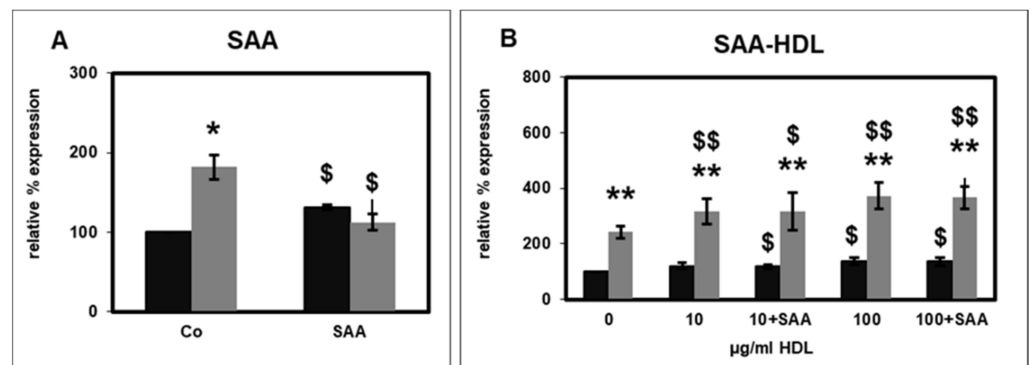 A
SAA
relative % expression
300
200
100
0
*
$
$
Co
SAA
B
SAA-HDL
relative % expression
800
600
400
200
0
**
$$
**
$
**
$
$$
**
$
$$
**
$
0
10
10+SAA
100
100+SAA
µg/ml HDL